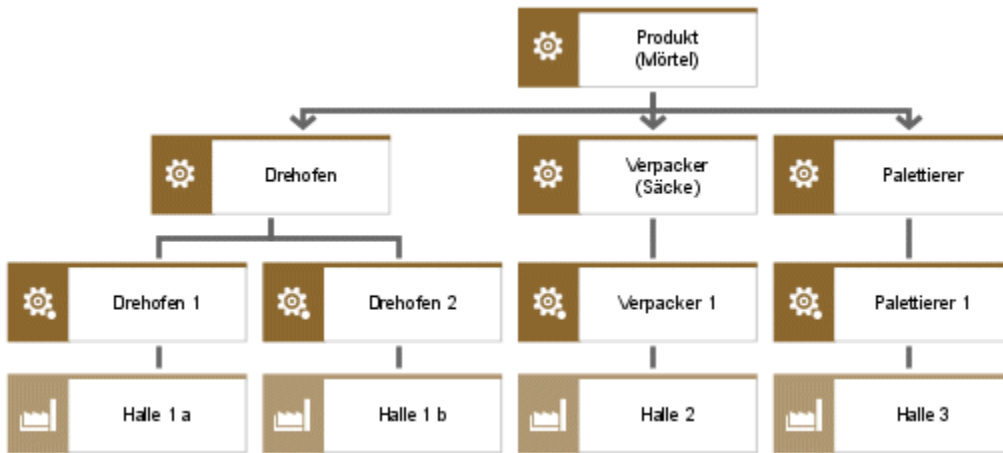 Produkt
(Mörtel)
Drehofen
Verpacker
(Säcke)
Palettierer
Drehofen 1
Drehofen 2
Verpacker 1
Palettierer 1
Halle 1 a
Halle 1 b
Halle 2
Halle 3